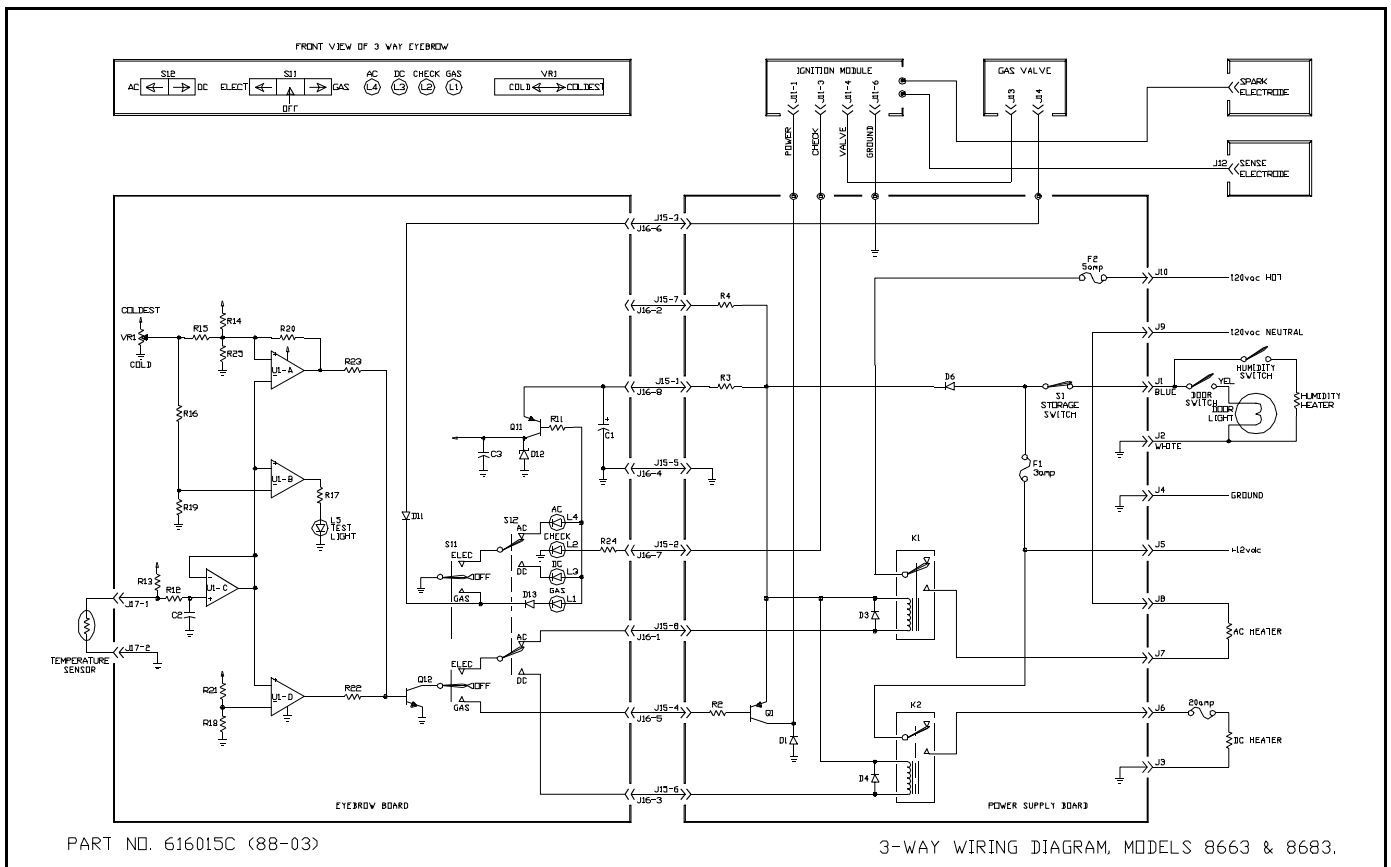 FRONT VIEW OF 3 WAY EYEBROW
S12
AC
DC
S11
ELECT
GAS
OFF
AC DC CHECK GAS
L4 L3 L2 L1
VR1
COLD COLDEST
IGNITION MODULE
J11-1
J11-3
J11-4
J11-6
POWER
CHECK
VALVE
GROUND
GAS VALVE
J13
J14
SPARK
ELECTRODE
J12
SENSE
ELECTRODE
J15-3
J16-6
F2
5amp
J10
120vac HOT
J15-7
J16-2
R4
J9
120vac NEUTRAL
COLDEST
VR1
COLD
R15
R14
R25
R20
U1-A
R23
J15-1
J16-8
R3
D6
S1
STORAGE
SWITCH
J1
BLUE
HUMIDITY
SWITCH
YEL
DOOR
SWITCH
DOOR
LIGHT
HUMIDITY
HEATER
J2
WHITE
R16
Q11
R11
C1
C3
D12
J15-5
J16-4
F1
3amp
U1-B
R17
R19
L5
TEST
LIGHT
J4
GROUND
D11
S12
AC
AC
L4
S11
ELEC
CHECK
L2
R24
J15-2
J16-7
K1
J5
+12vdc
OFF
DC
DC
L3
GAS
D13
GAS
L1
R13
R12
U1-C
C2
J17-1
J17-2
TEMPERATURE
SENSOR
D3
J8
AC HEATER
J15-8
J16-1
J7
AC
ELEC
OFF
DC
GAS
Q12
R21
R18
U1-D
R22
J15-4
J16-5
R2
Q1
D1
K2
J6
20amp
DC HEATER
J3
D4
J15-6
J16-3
EYEBROW BOARD
POWER SUPPLY BOARD
PART NO. 616015C (88-03)
3-WAY WIRING DIAGRAM, MODELS 8663 & 8683.